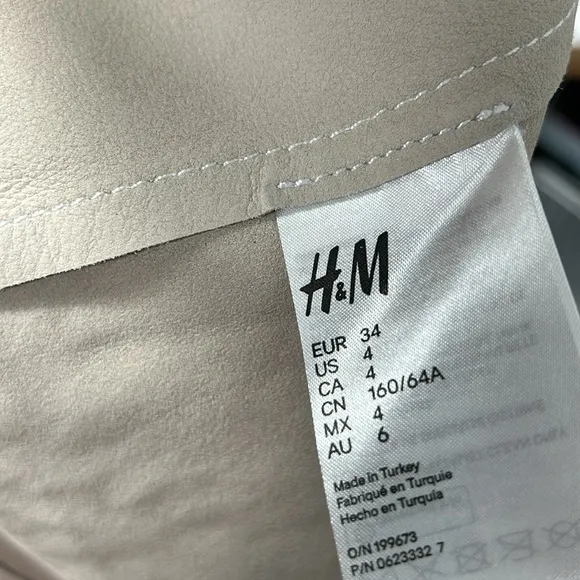 H&M
EUR 34
US 4
CA 4
CN 160/64A
MX 4
AU 6
Made in Turkey
Fabriqué en Turquie
Hecho en Turquía
O/N 199673
P/N 0623332 7